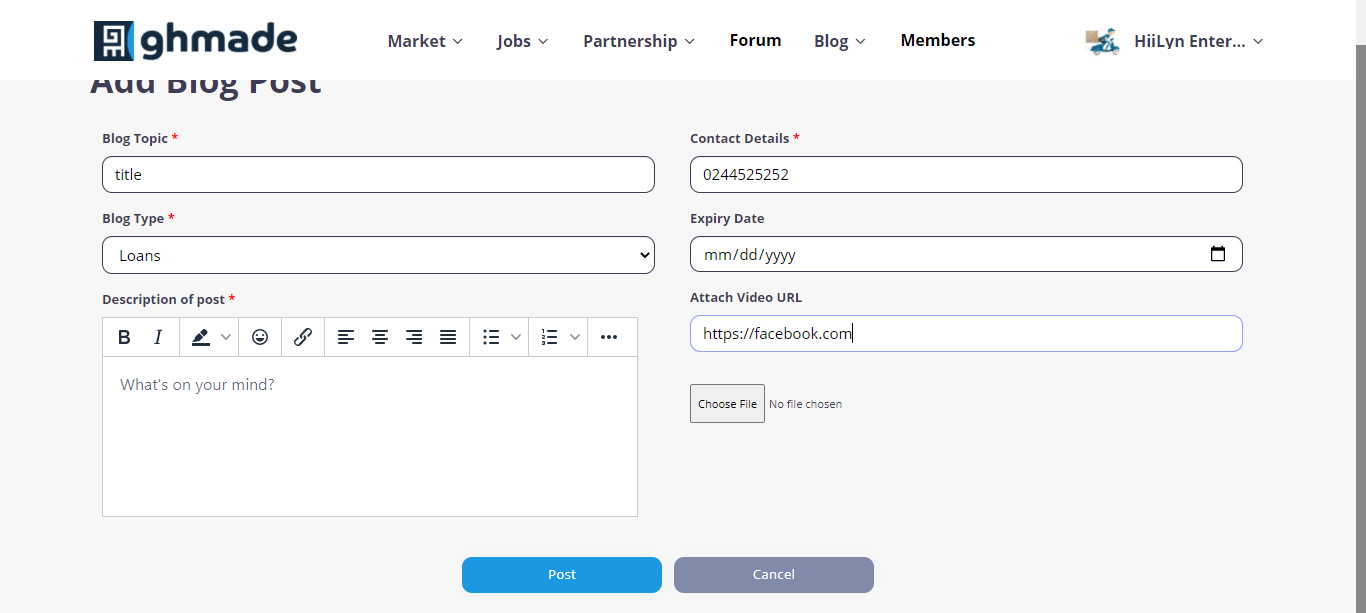 ghmade
Market Jobs Partnership Forum Blog Members HiiLyn Enter...
Add Blog Post
Blog Topic *
title
Blog Type *
Loans
Description of post *
B I
What's on your mind?
Contact Details *
0244525252
Expiry Date
mm/dd/yyyy
Attach Video URL
https://facebook.com
Choose File No file chosen
Post Cancel